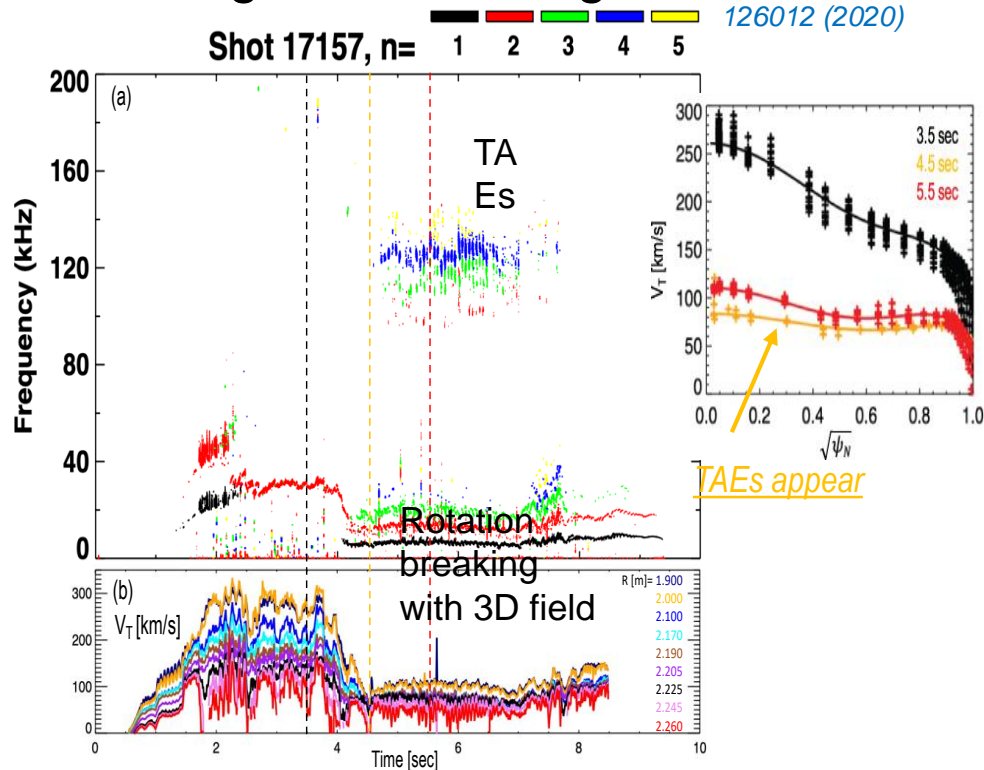 126012 (2020)
Shot 17157, n= 1 2 3 4 5
(a)
TA
Es
Frequency (kHz)
200
160
120
80
40
0
Rotation
breaking
with 3D field
(b)
V_T [km/s]
300
200
100
0
R [m]= 1.900
2.000
2.100
2.170
2.190
2.205
2.225
2.245
2.260
0 2 4 6 8 10
Time [sec]
300
250
200
150
100
50
0
V_T [km/s]
3.5 sec
4.5 sec
5.5 sec
0.0 0.2 0.4 0.6 0.8 1.0
√ψ_N
TAEs appear